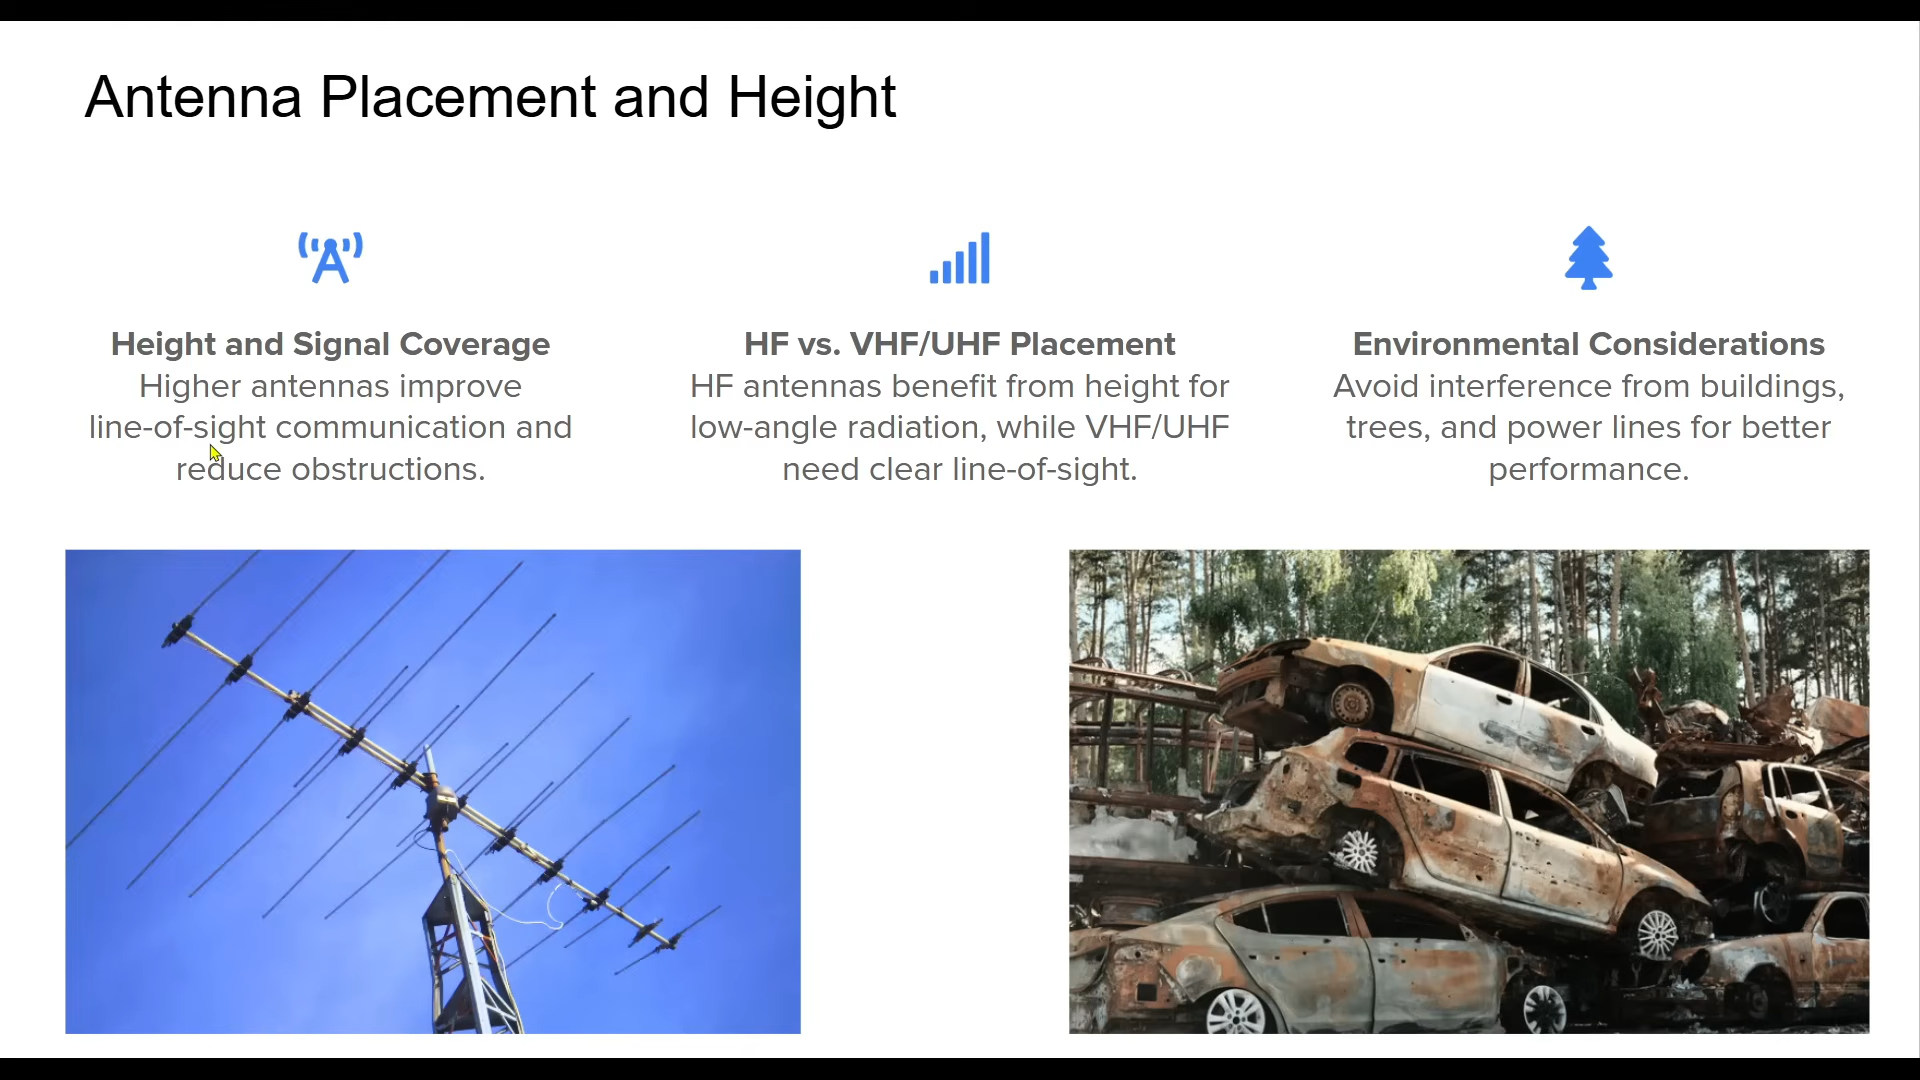 Antenna Placement and Height
Height and Signal Coverage
Higher antennas improve
line-of-sight communication and
reduce obstructions.
HF vs. VHF/UHF Placement
HF antennas benefit from height for
low-angle radiation, while VHF/UHF
need clear line-of-sight.
Environmental Considerations
Avoid interference from buildings,
trees, and power lines for better
performance.